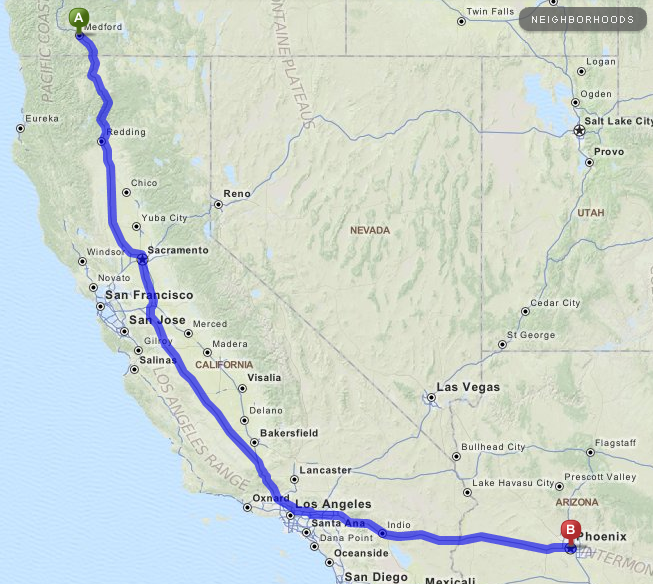 A
Medford
Twin Falls
NEIGHBORHOODS
PACIFIC COAST
Logan
Ogden
Eureka
Salt Lake City
Redding
Provo
Chico
Reno
Yuba City
UTAH
NEVADA
Windsor
Sacramento
Novato
San Francisco
Cedar City
San Jose
Merced
St George
Gilroy
Madera
Salinas
CALIFORNIA
Visalia
Las Vegas
LOS ANGELES RANGE
Delano
Bakersfield
Bullhead City
Flagstaff
Lancaster
Lake Havasu City
Prescott Valley
Oxnard
Los Angeles
ARIZONA
Santa Ana
Indio
B
Phoenix
Dana Point
Oceanside
San Diego
Mexicali